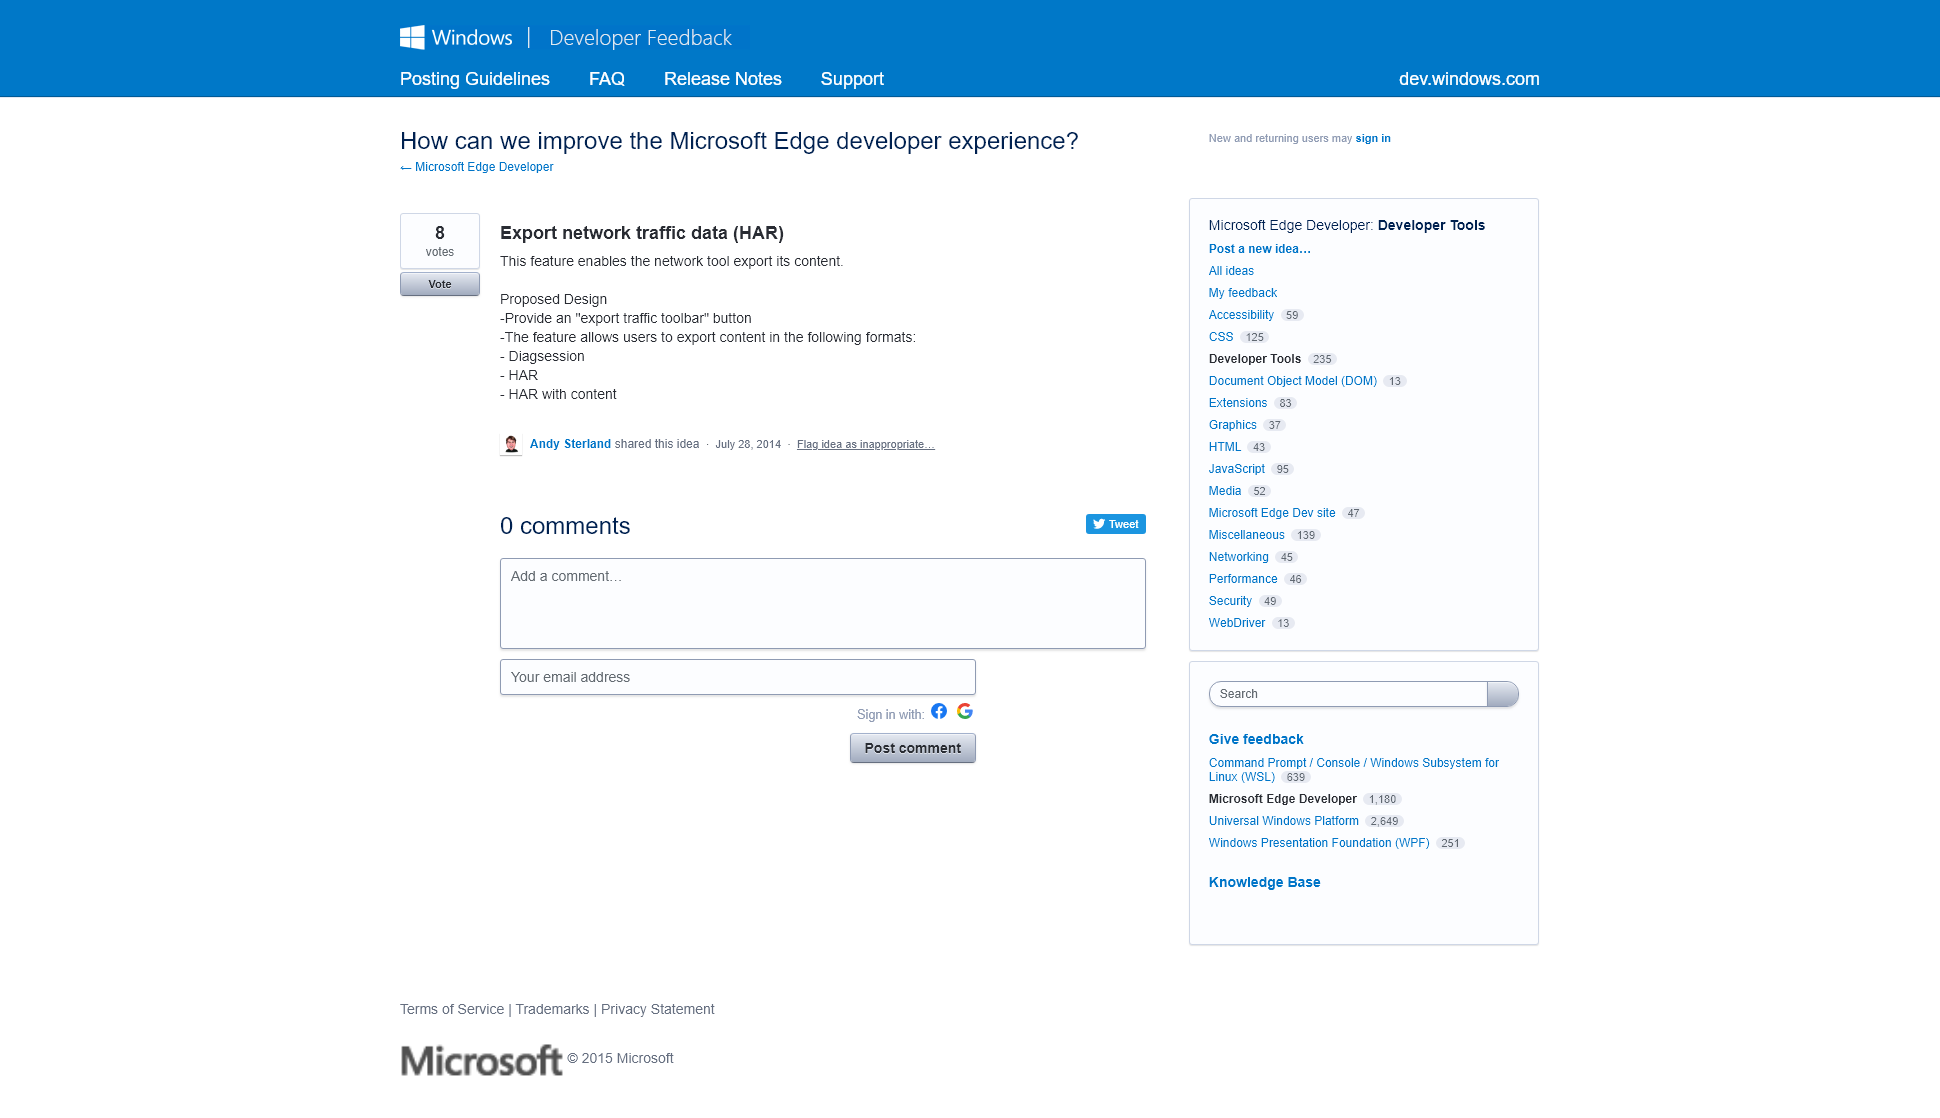 Windows | Developer Feedback
Posting Guidelines
FAQ
Release Notes
Support
dev.windows.com
How can we improve the Microsoft Edge developer experience?
← Microsoft Edge Developer
New and returning users may sign in
8
votes
Vote
Export network traffic data (HAR)
This feature enables the network tool export its content.
Proposed Design
-Provide an "export traffic toolbar" button
-The feature allows users to export content in the following formats:
- Diagsession
- HAR
- HAR with content
Andy Sterland shared this idea · July 28, 2014 · Flag idea as inappropriate…
0 comments
Tweet
Add a comment…
Your email address
Sign in with:
Post comment
Microsoft Edge Developer: Developer Tools
Post a new idea…
All ideas
My feedback
Accessibility 59
CSS 125
Developer Tools 235
Document Object Model (DOM) 13
Extensions 83
Graphics 37
HTML 43
JavaScript 95
Media 52
Microsoft Edge Dev site 47
Miscellaneous 139
Networking 45
Performance 46
Security 49
WebDriver 13
Search
Give feedback
Command Prompt / Console / Windows Subsystem for
Linux (WSL) 639
Microsoft Edge Developer 1,180
Universal Windows Platform 2,649
Windows Presentation Foundation (WPF) 251
Knowledge Base
Terms of Service | Trademarks | Privacy Statement
Microsoft © 2015 Microsoft